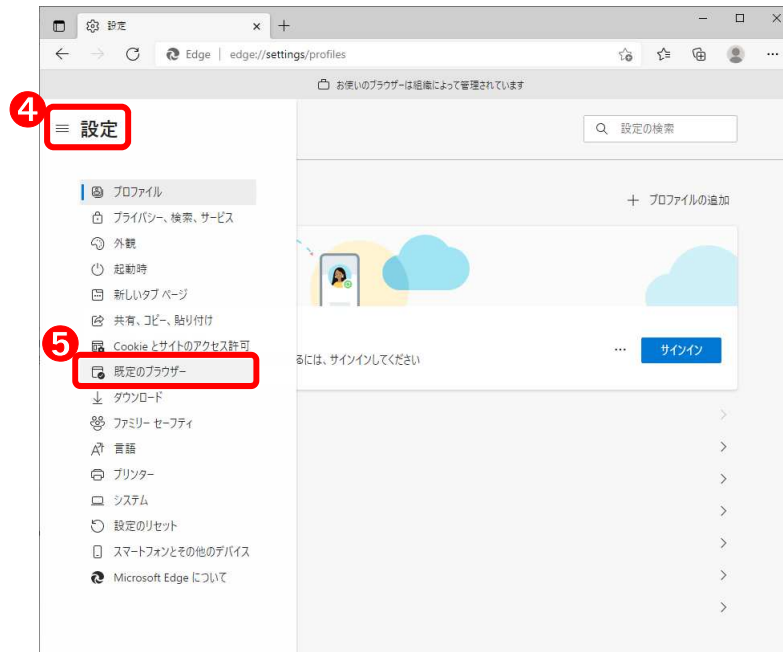 設定
Edge | edge://settings/profiles
お使いのブラウザーは組織によって管理されています
4
設定
設定の検索
プロファイル
プロファイルの追加
プライバシー、検索、サービス
外観
起動時
新しいタブ ページ
共有、コピー、貼り付け
Cookie とサイトのアクセス許可
5
るには、サインインしてください
サインイン
既定のブラウザー
ダウンロード
ファミリー セーフティ
言語
プリンター
システム
設定のリセット
スマートフォンとその他のデバイス
Microsoft Edge について